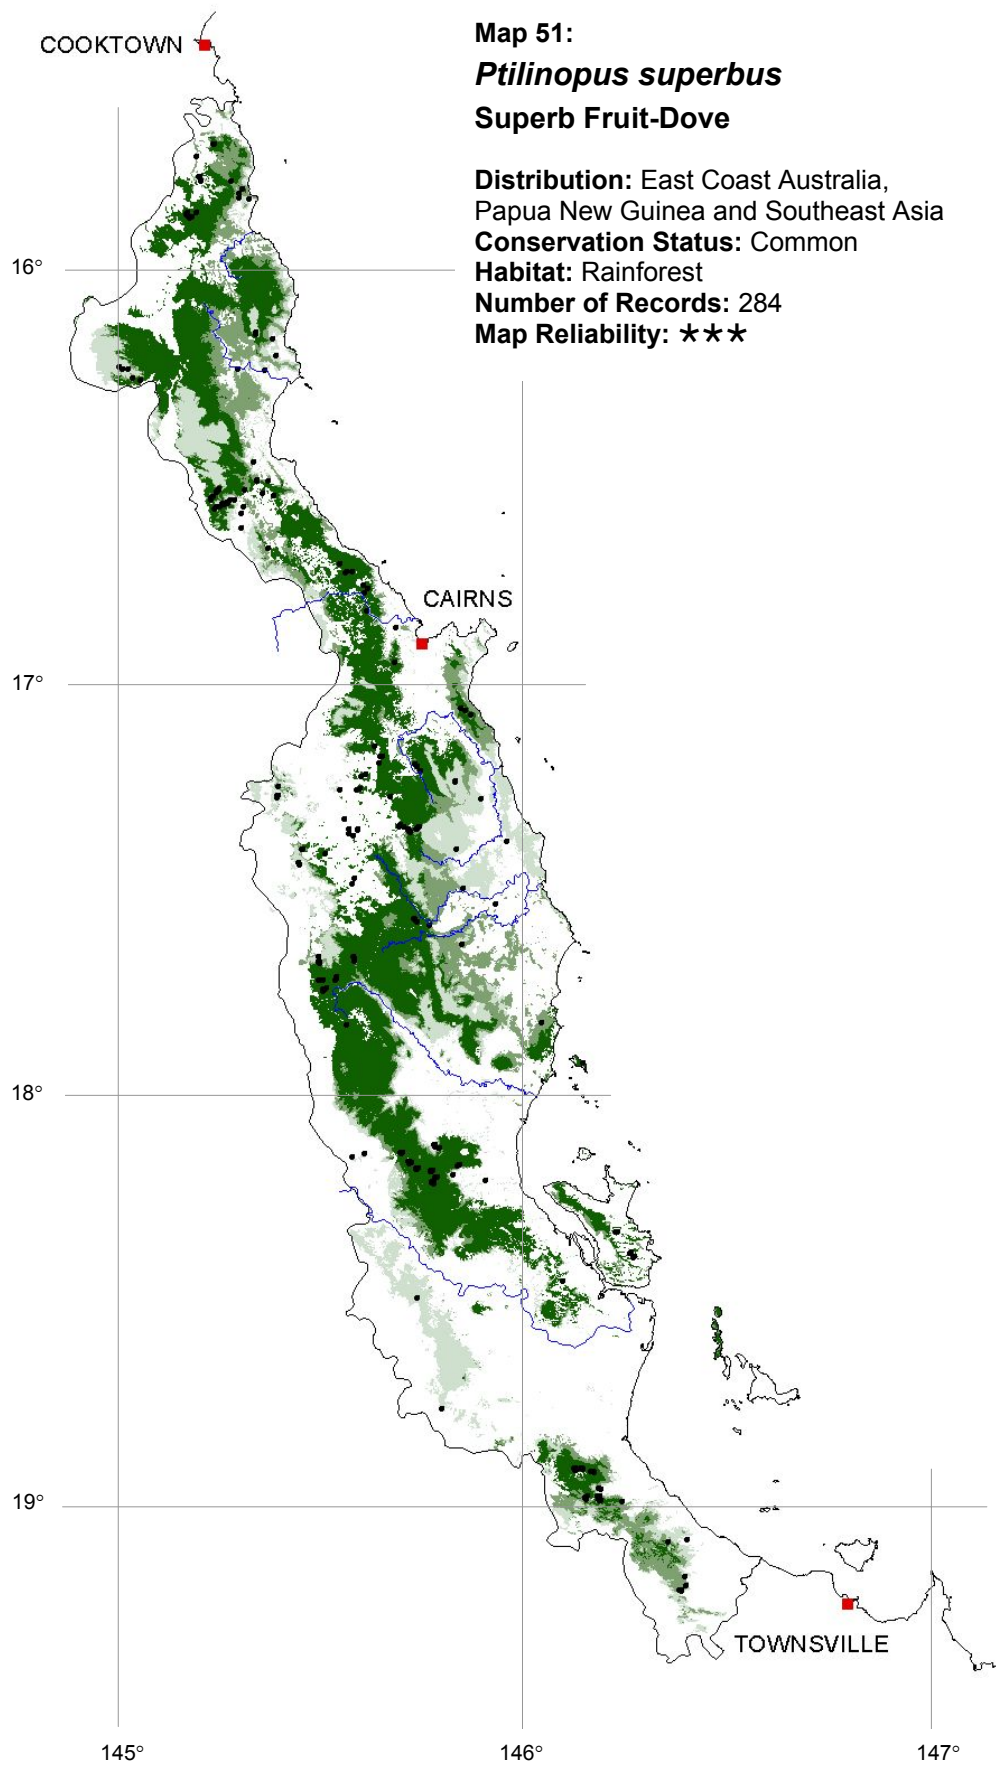 Map 51:
Ptilinopus superbus
Superb Fruit-Dove
Distribution: East Coast Australia,
Papua New Guinea and Southeast Asia
Conservation Status: Common
Habitat: Rainforest
Number of Records: 284
Map Reliability: ★★★
COOKTOWN
16°
CAIRNS
17°
18°
19°
TOWNSVILLE
145°
146°
147°